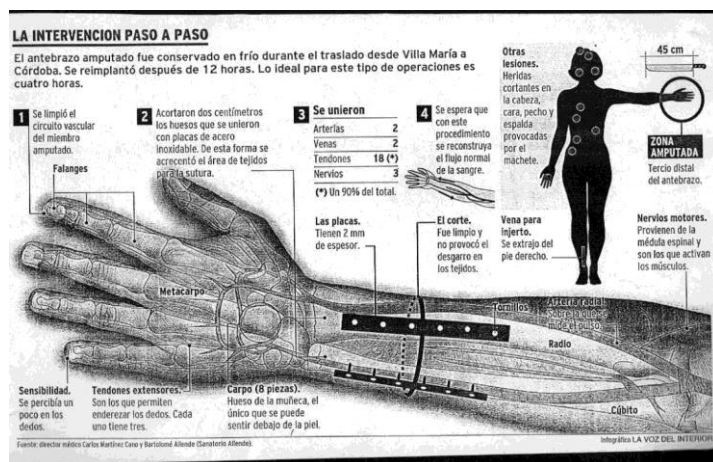 LA INTERVENCION PASO A PASO
El antebrazo amputado fue conservado en frío durante el traslado desde Villa María a
Córdoba. Se reimplantó después de 12 horas. Lo ideal para este tipo de operaciones es
cuatro horas.
1 Se limpió el
circuito vascular
del miembro
amputado.
Falanges
2 Acortaron dos centímetros
los huesos que se unieron
con placas de acero
inoxidable. De esta forma se
acrecentó el área de tejidos
para la sutura.
3 Se unieron
Arterías 2
Venas 2
Tendones 18 (*)
Nervios 3
(*) Un 90% del total.
4 Se espera que
con este
procedimiento
se reconstruya
el flujo normal
de la sangre.
Otras
lesiones.
Heridas
cortantes en
la cabeza,
cara, pecho y
espalda
provocadas
por el
machete.
45 cm
ZONA
AMPUTADA
Tercio distal
del antebrazo.
Las placas.
Tienen 2 mm
de espesor.
El corte.
Fue limpio y
no provocó el
desgarro en
los tejidos.
Vena para
injerto.
Se extrajo del
pie derecho.
Nervios motores.
Provienen de la
médula espinal y
son los que activan
los músculos.
Metacarpo
Tornillos
Arteria radial.
Sobre la que se
mide el pulso.
Radio
Cúbito
Sensibilidad.
Se percibía un
poco en los
dedos.
Tendones extensores.
Son los que permiten
enderezar los dedos. Cada
uno tiene tres.
Carpo (8 piezas).
Hueso de la muñeca, el
único que se puede
sentir debajo de la piel.
Fuente: director médico Carlos Martínez Cano y Bartolomé Allende (Sanatorio Allende).
Infográfico LA VOZ DEL INTERIOR